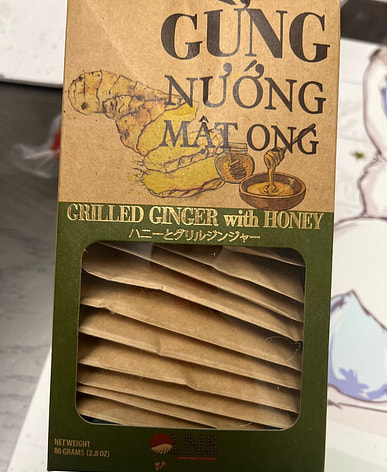 GỪNG
NƯỚNG
MẬT ONG
GRILLED GINGER with HONEY
ハニーとグリルジンジャー
NET WEIGHT
80 GRAMS (2.8 OZ)